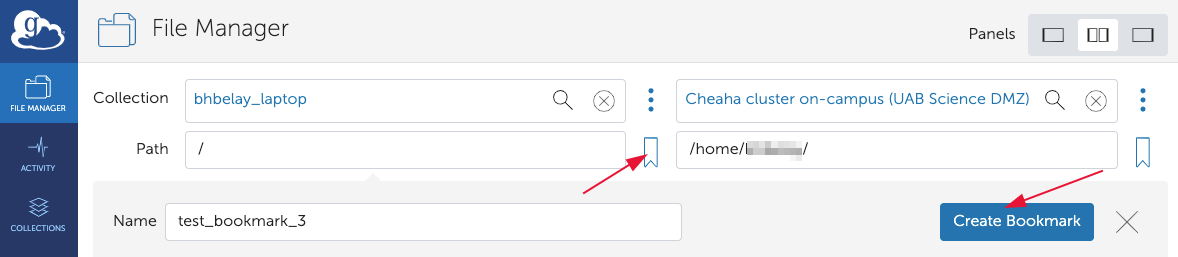 g
File Manager
Panels
FILE MANAGER
Collection bhbelay_laptop Cheaha cluster on-campus (UAB Science DMZ)
Path / /home/
ACTIVITY
Name test_bookmark_3 Create Bookmark
COLLECTIONS